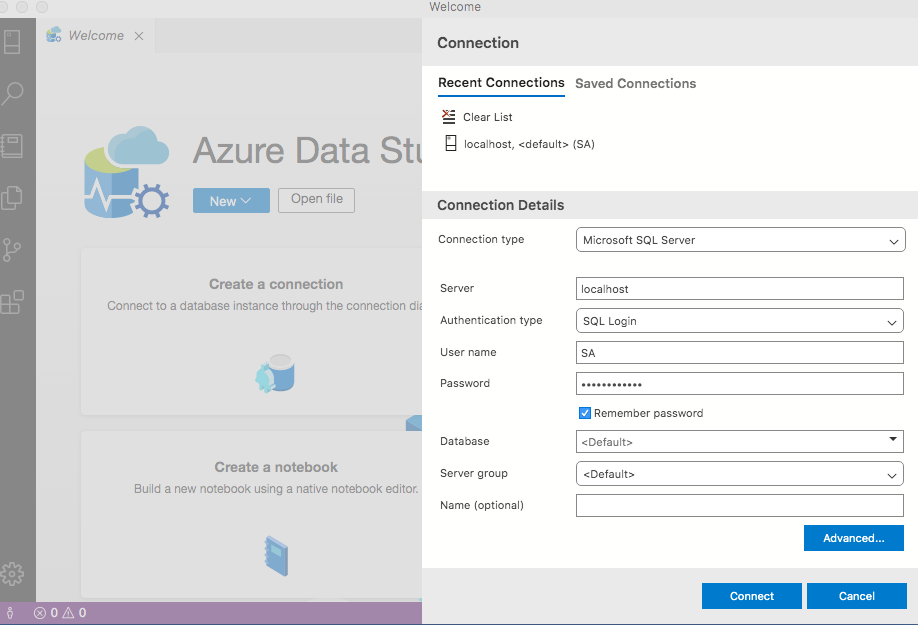 Welcome
Welcome
Azure Data Stu
New
Open file
Create a connection
Connect to a database instance through the connection dia
Create a notebook
Build a new notebook using a native notebook editor.
0
0
Connection
Recent Connections
Saved Connections
Clear List
localhost, <default> (SA)
Connection Details
Connection type
Microsoft SQL Server
Server
localhost
Authentication type
SQL Login
User name
SA
Password
••••••••••••
Remember password
Database
<Default>
Server group
<Default>
Name (optional)
Advanced...
Connect
Cancel